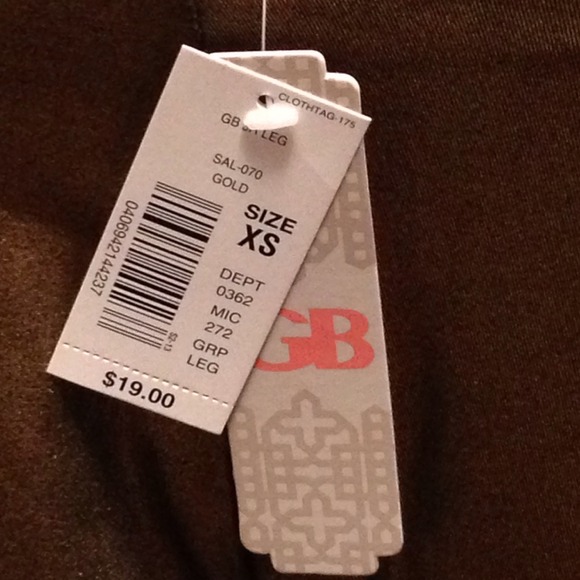 CLOTHTAG-175
GB LEG
SAL-070
GOLD
SIZE
XS
DEPT
0362
MIC
272
GRP
LEG
0406942144237
$19.00
GB